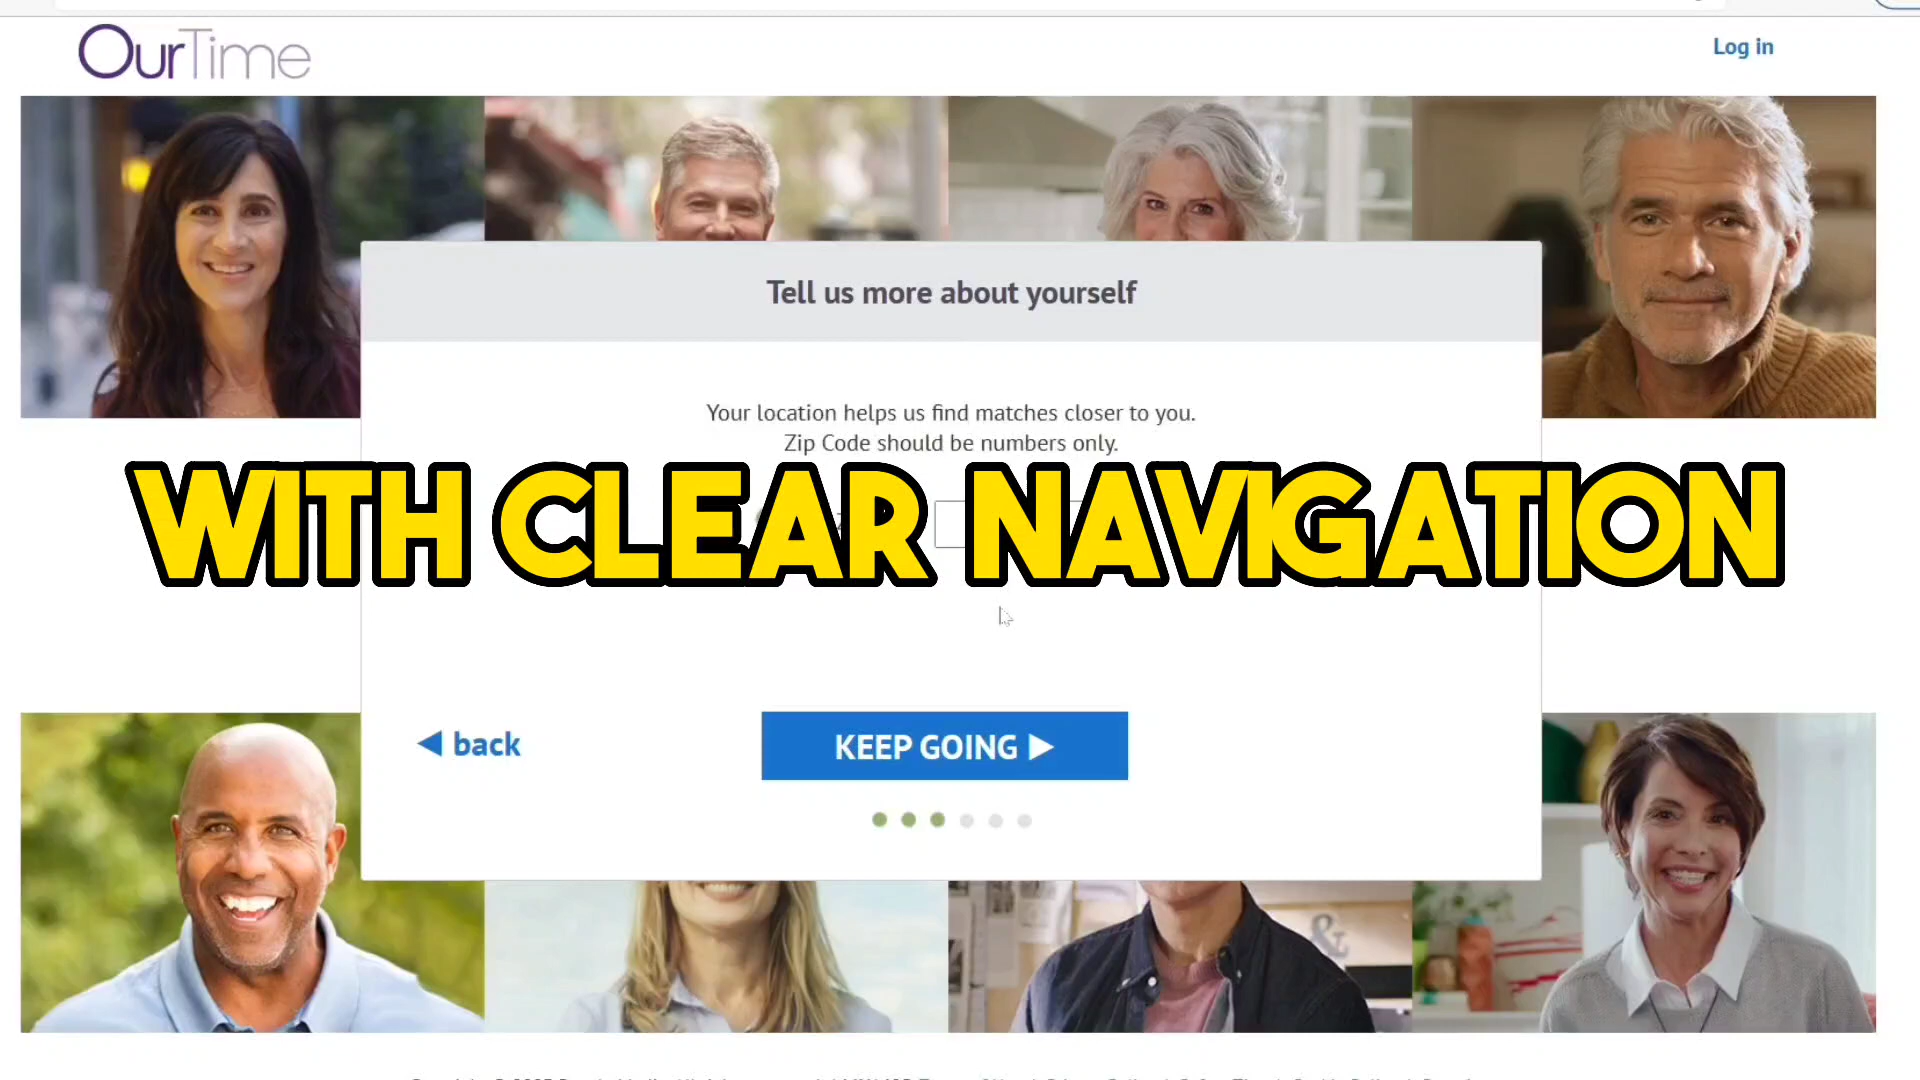 OurTime
Log in
Tell us more about yourself
Your location helps us find matches closer to you.
Zip Code should be numbers only.
WITH CLEAR NAVIGATION
back
KEEP GOING
&